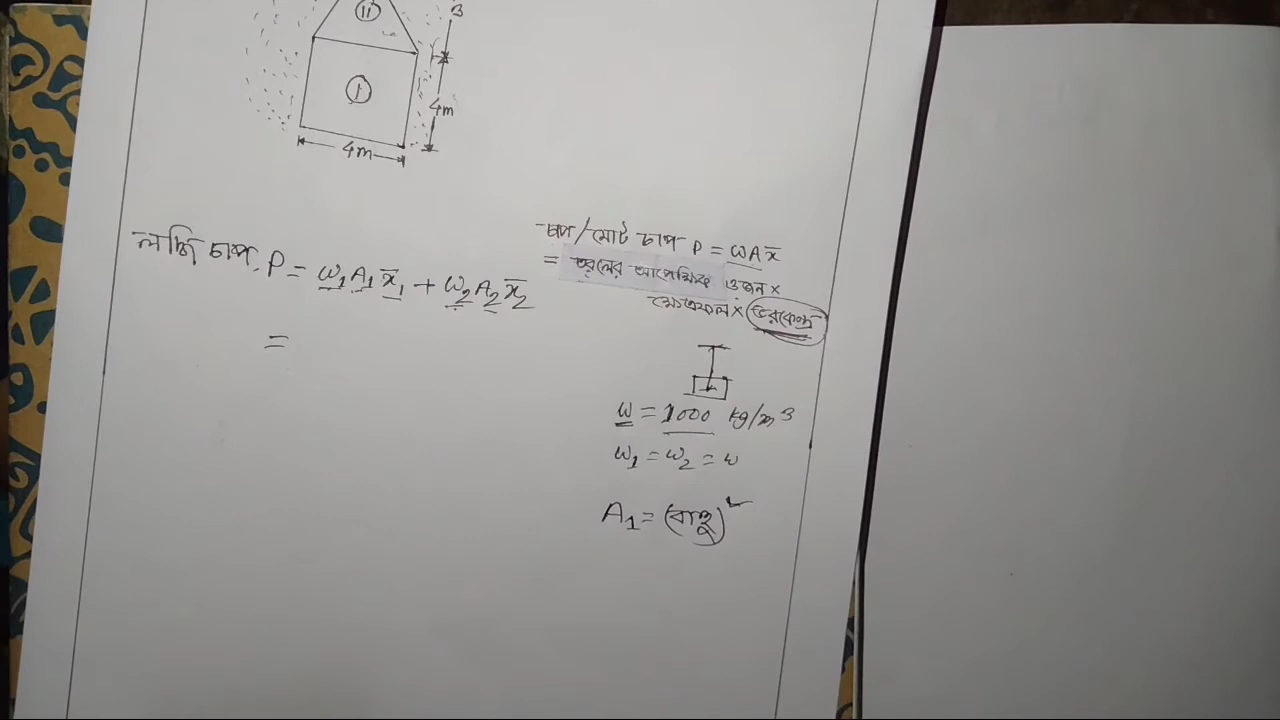 II
3
I
4m
4m
লব্ধি চাপ, P = ω₁A₁x̄₁ + ω₂A₂x̄₂
=
চাপ/মোট চাপ P = ωAx̄
= তরলের আপেক্ষিক ওজন ×
ক্ষেত্রফল × ভরকেন্দ্র
ω = 1000 kg/m³
ω₁ = ω₂ = ω
A₁ = (বাহু)²